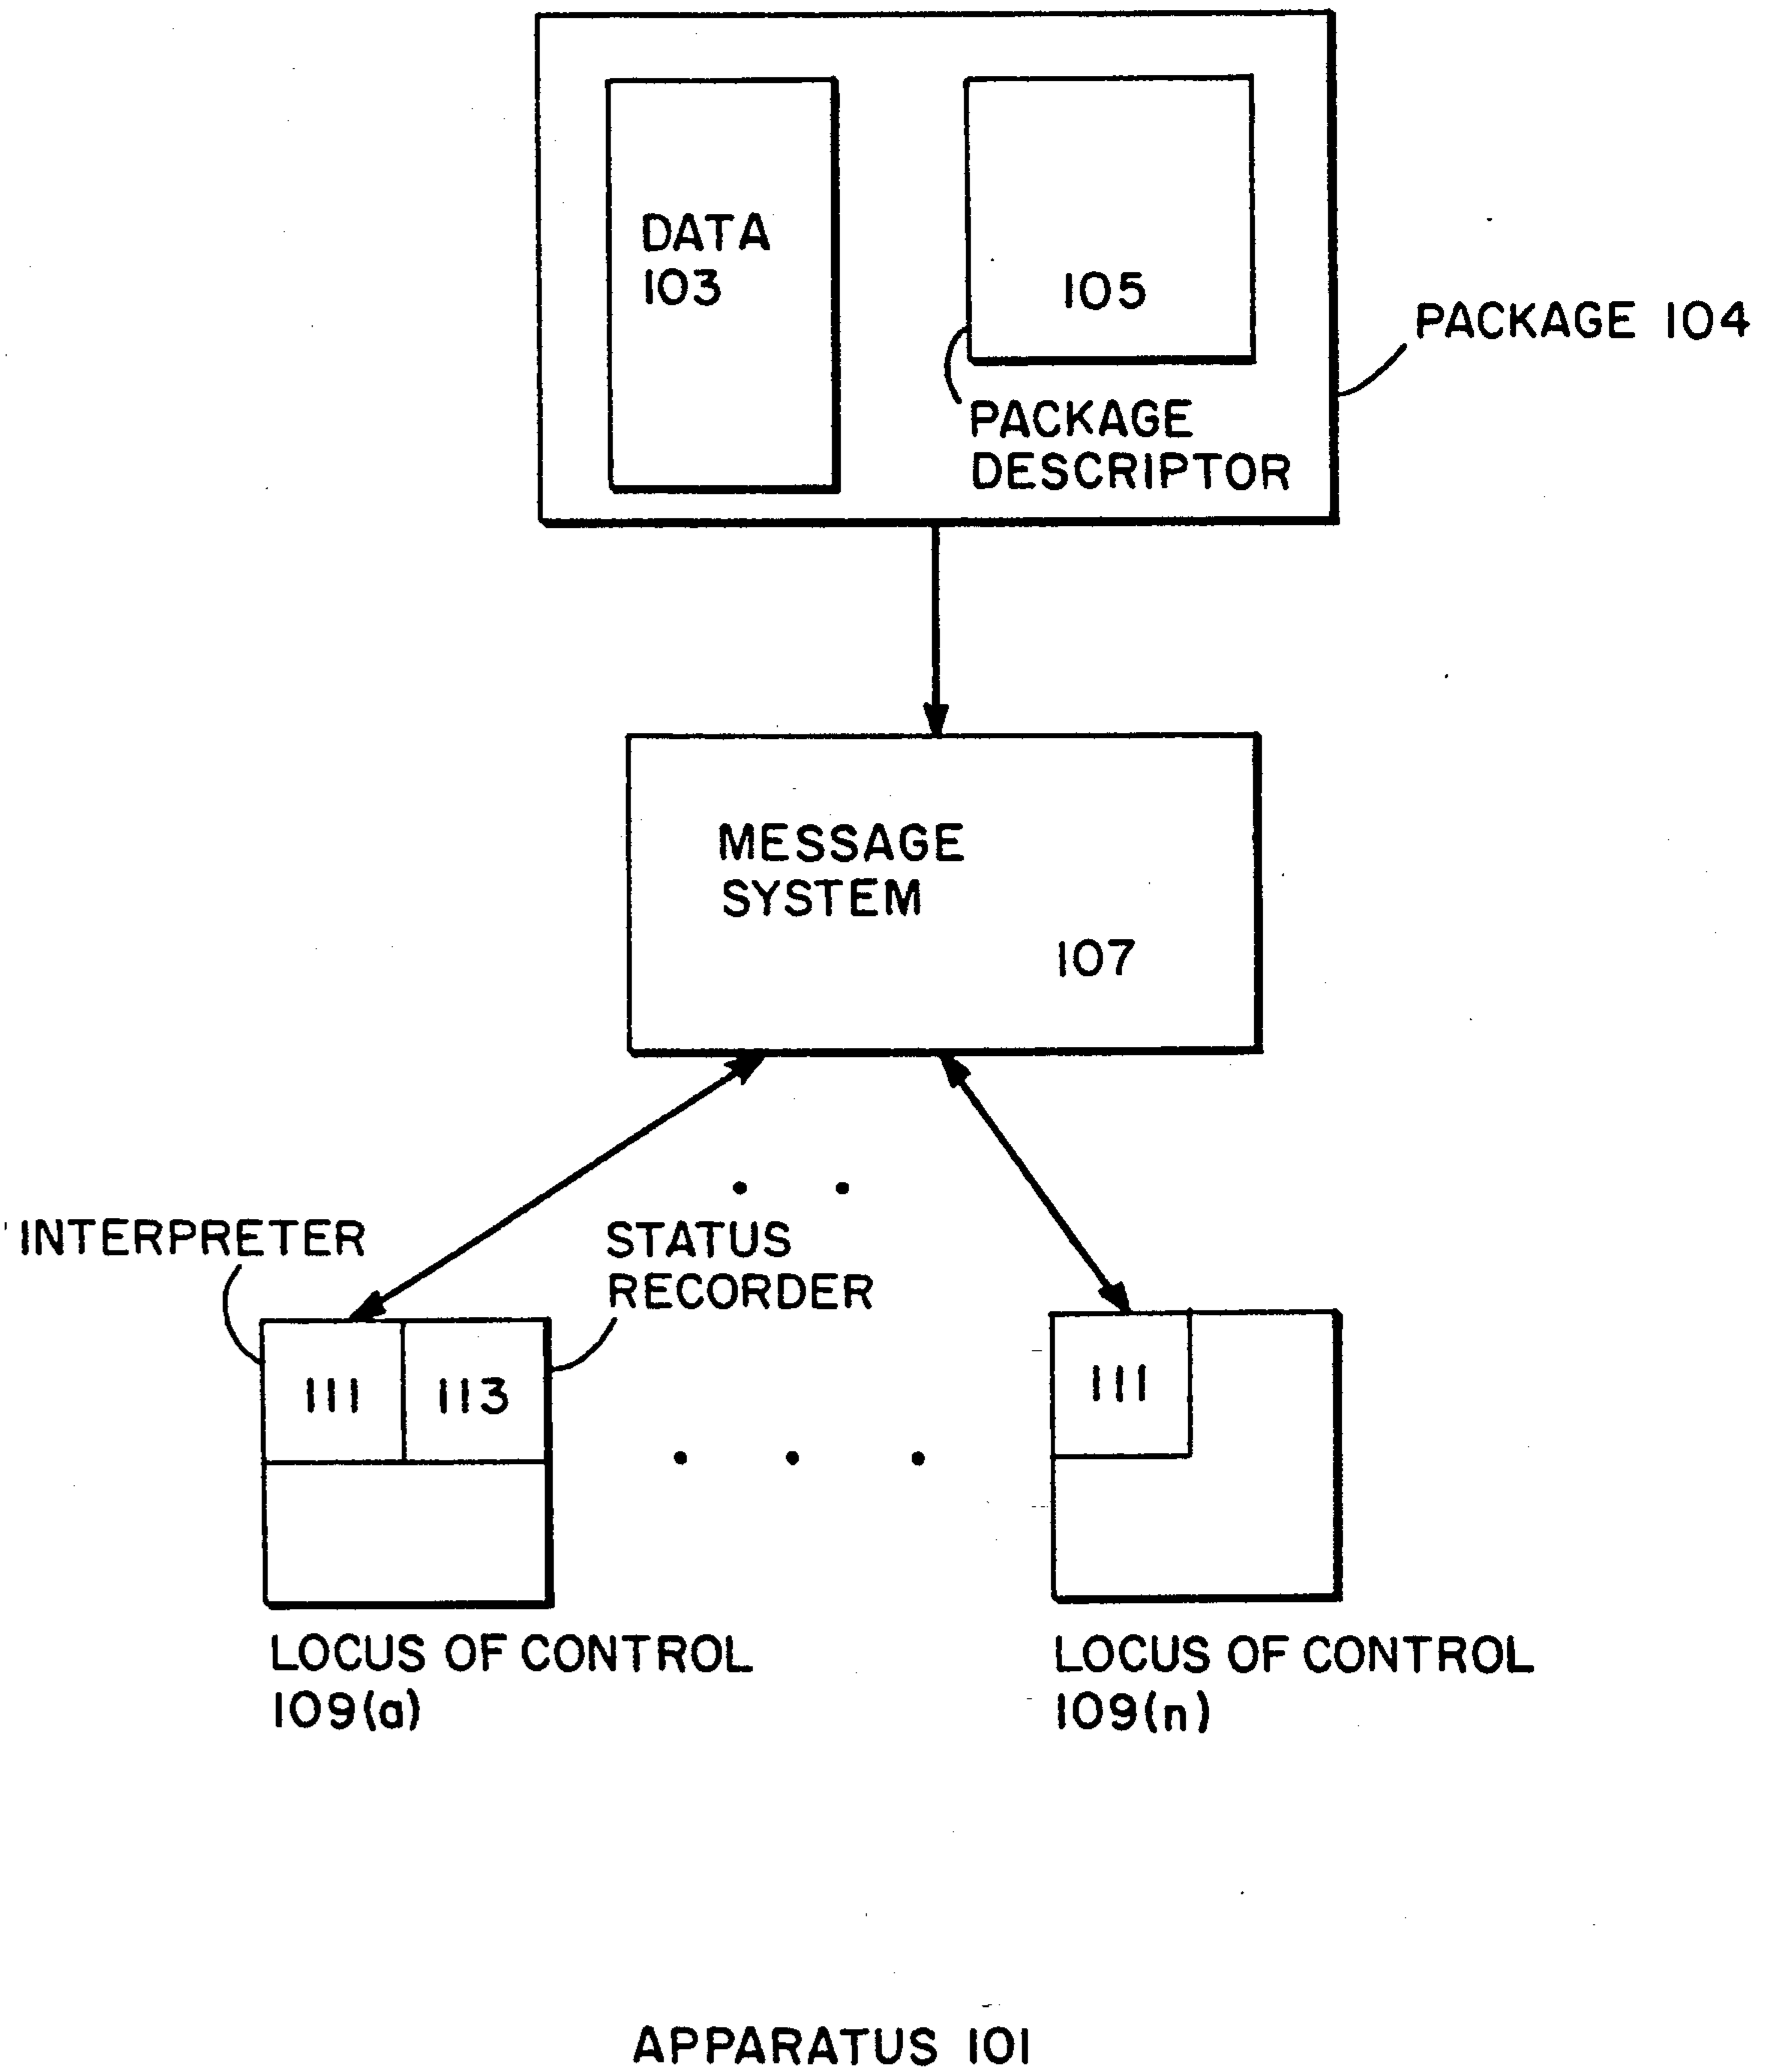 DATA
103
105
PACKAGE 104
PACKAGE
DESCRIPTOR
MESSAGE
SYSTEM
107
INTERPRETER
STATUS
RECORDER
111
113
111
LOCUS OF CONTROL
109(a)
LOCUS OF CONTROL
109(n)
APPARATUS 101